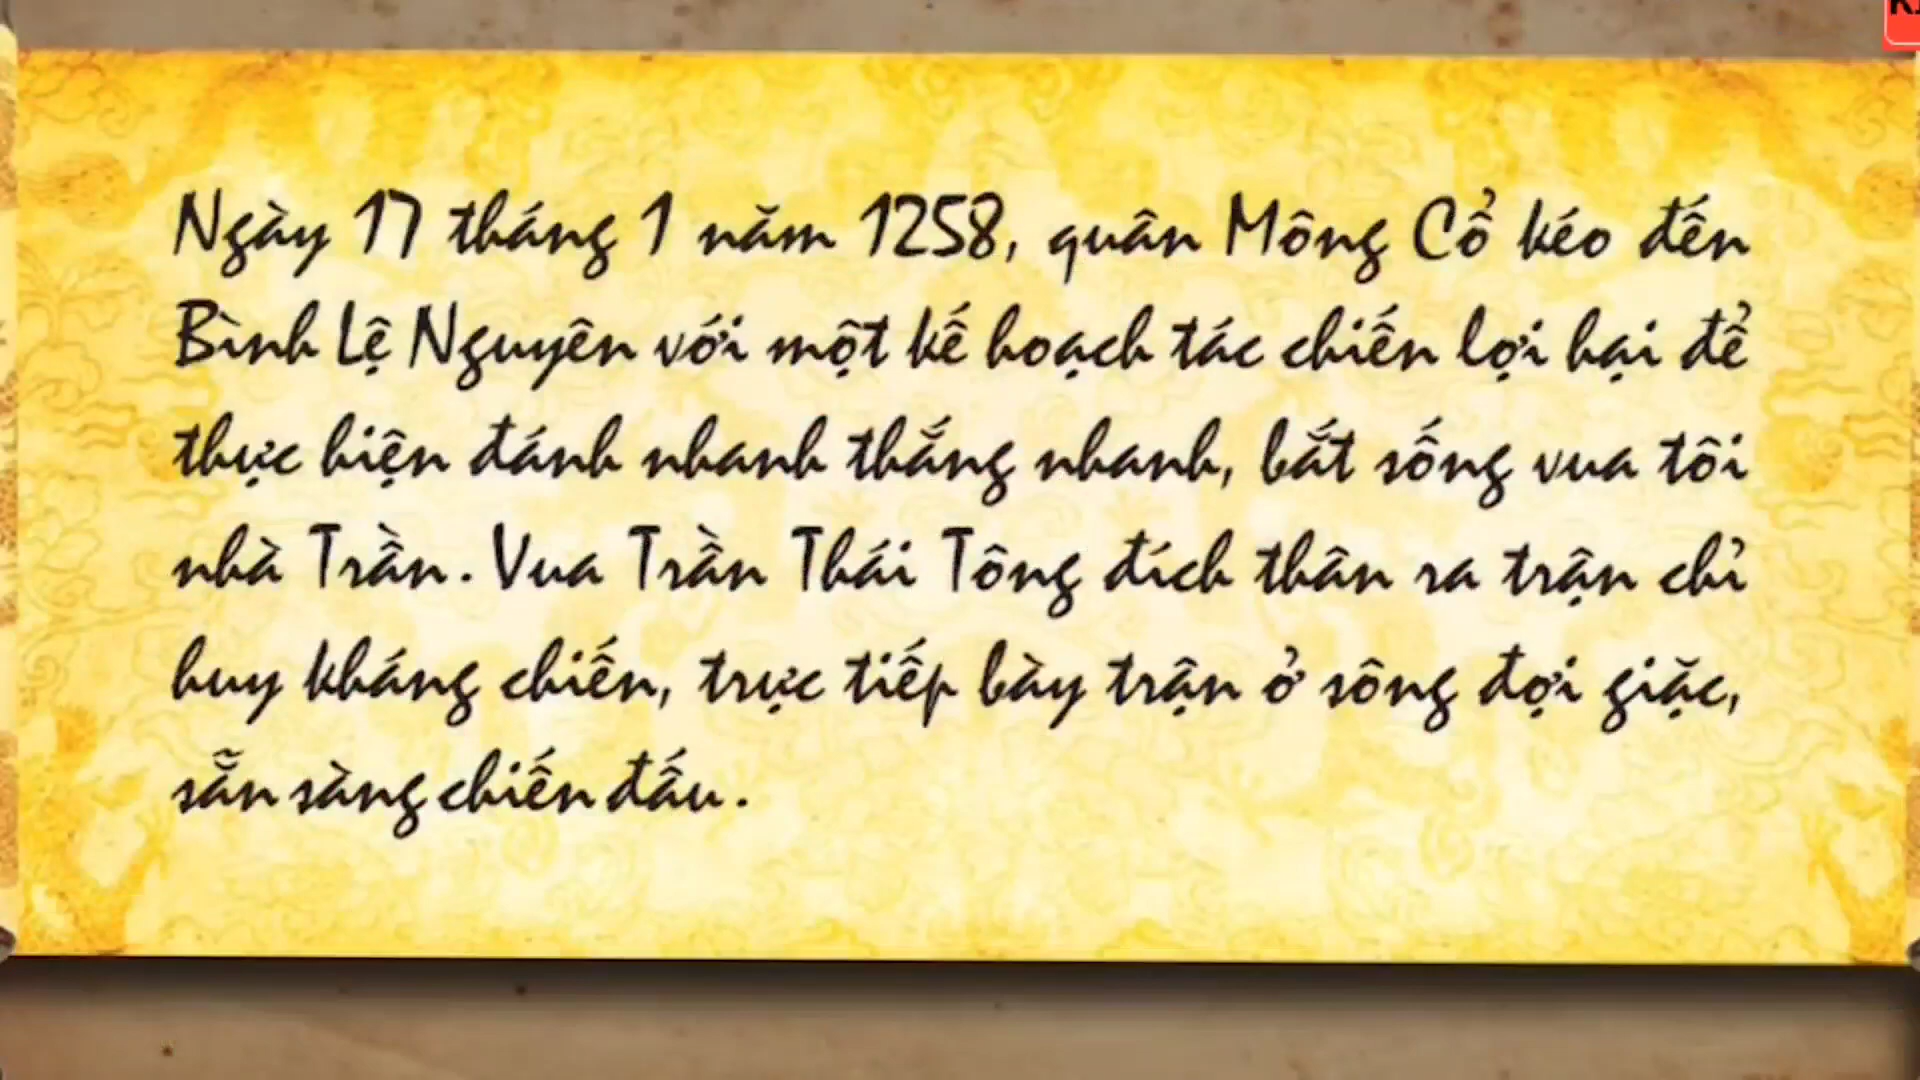 Ngày 17 tháng 1 năm 1258, quân Mông Cổ kéo đến
Bình Lệ Nguyên với một kế hoạch tác chiến lợi hại để
thực hiện đánh nhanh thắng nhanh, bắt sống vua tôi
nhà Trần. Vua Trần Thái Tông đích thân ra trận chỉ
huy kháng chiến, trực tiếp bày trận ở sông đợi giặc,
sẵn sàng chiến đấu.